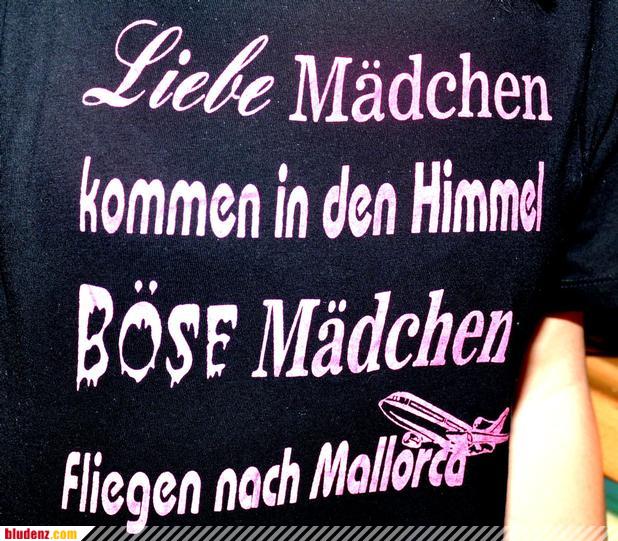 Liebe Mädchen
kommen in den Himmel
BÖSE Mädchen
Fliegen nach Mallorca
bludenz.com